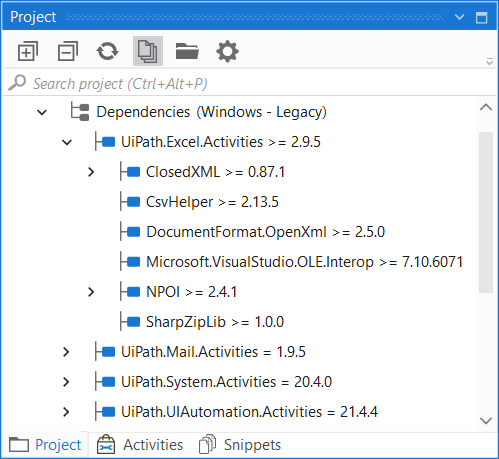 Project
Search project (Ctrl+Alt+P)
Dependencies (Windows - Legacy)
UiPath.Excel.Activities >= 2.9.5
ClosedXML >= 0.87.1
CsvHelper >= 2.13.5
DocumentFormat.OpenXml >= 2.5.0
Microsoft.VisualStudio.OLE.Interop >= 7.10.6071
NPOI >= 2.4.1
SharpZipLib >= 1.0.0
UiPath.Mail.Activities = 1.9.5
UiPath.System.Activities = 20.4.0
UiPath.UIAutomation.Activities = 21.4.4
Project Activities Snippets